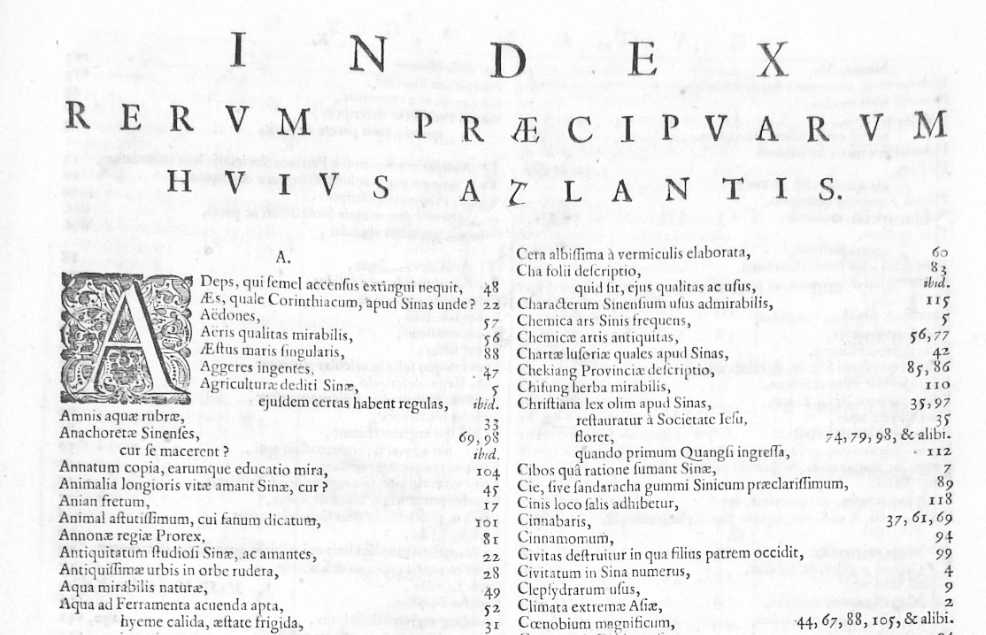 INDEX
RERVM PRÆCIPVARVM
HVIVS ATLANTIS
A.
ADeps, qui ſemel accenſus extingui nequit, 48
Æs, quale Corinthiacum, apud Sinas unde? 22
Aëdones, 57
Aëris qualitas mirabilis, 56
Æſtus maris ſingularis, 88
Aggeres ingentes, 47
Agriculturæ dediti Sinæ, 5
ejuſdem certas habent regulas, ibid.
Amnis aquæ rubræ, 33
Anachoretæ Sinenſes, 69, 98
cur ſe macerent? ibid.
Annatum copia, earumque educatio mira, 104
Animalia longioris vitæ amant Sinæ, cur? 45
Anian fretum, 17
Animal aſtutiſſimum, cui fanum dicatum, 101
Annonæ regiæ Prorex, 81
Antiquitatum ſtudioſi Sinæ, ac amantes, 22
Antiquiſſimæ urbis in orbe rudera, 28
Aqua mirabilis naturæ, 49
Aqua ad Ferramenta acuenda apta, 52
hyeme calida, æſtate frigida, 31
Cera albiſſima à vermiculis elaborata, 60
Cha folii deſcriptio, 83
quid ſit, ejus qualitas ac uſus, ibid.
Characterum Sinenſium uſus admirabilis, 115
Chemica ars Sinis frequens, 5
Chemicæ artis antiquitas, 56, 77
Chartæ luſoriæ quales apud Sinas, 42
Chekiang Provinciæ deſcriptio, 85, 86
Chifung herba mirabilis, 110
Chriſtiana lex olim apud Sinas, 35, 97
reſtauratur à Societate Ieſu, 35
floret, 74, 79, 98, & alibi.
quando primum Quangſi ingreſſa, 112
Cibos quâ ratione ſumant Sinæ, 7
Cie, ſive ſandaracha gummi Sinicum præclariſſimum, 89
Cinis loco ſalis adhibetur, 118
Cinnabaris, 37, 61, 69
Cinnamomum, 94
Civitas deſtruitur in qua filius patrem occidit, 99
Civitatum in Sina numerus, 4
Clepſydrarum uſus, 9
Climata extremæ Aſiæ, 2
Cœnobium magnificum, 44, 67, 88, 105, & alibi.